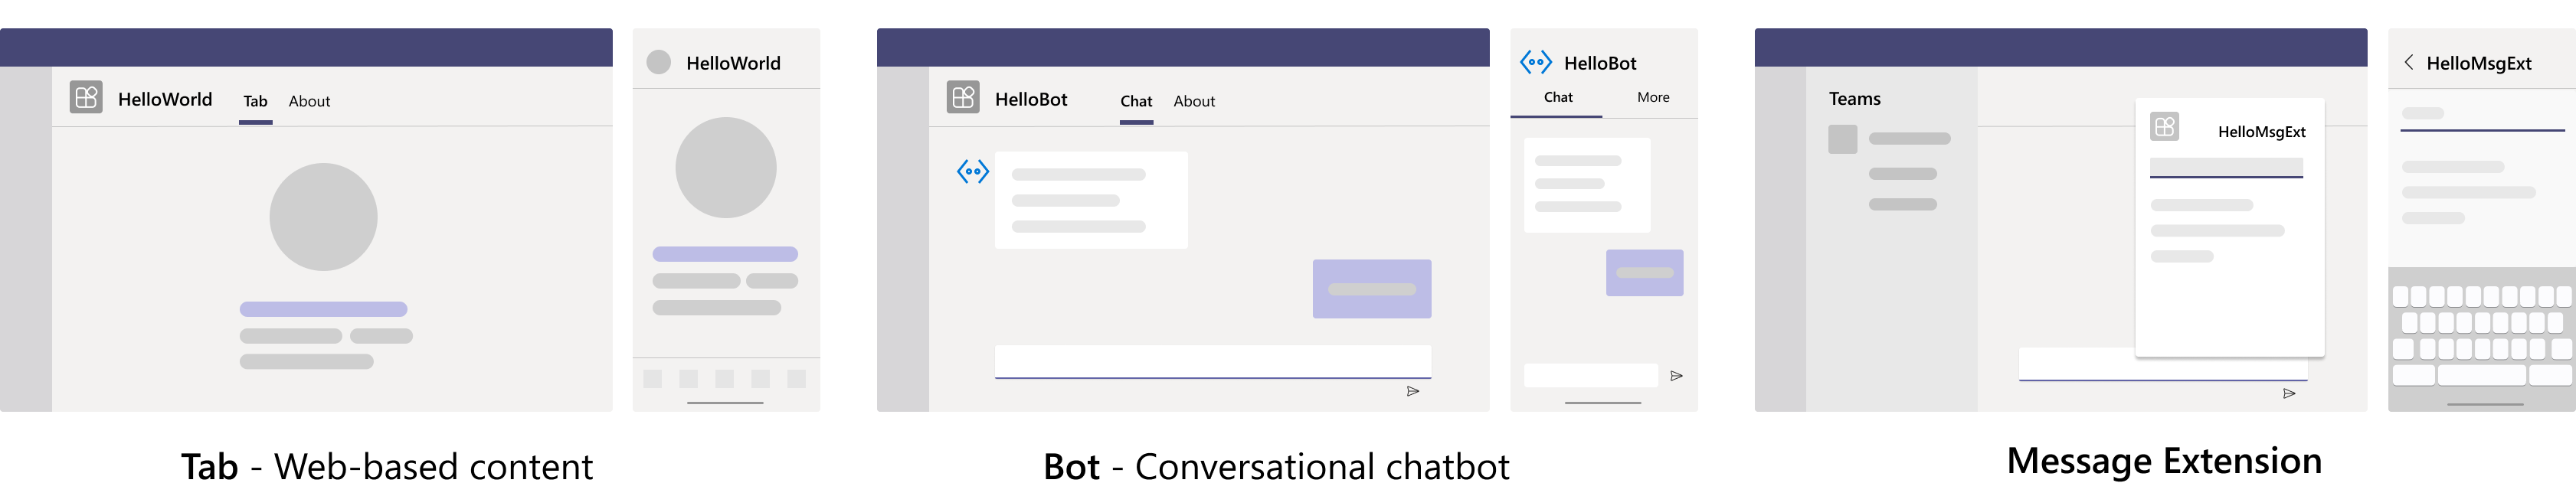 HelloWorld Tab About
HelloWorld
Tab - Web-based content
HelloBot Chat About
HelloBot
Chat More
Bot - Conversational chatbot
Teams
HelloMsgExt
HelloMsgExt
Message Extension